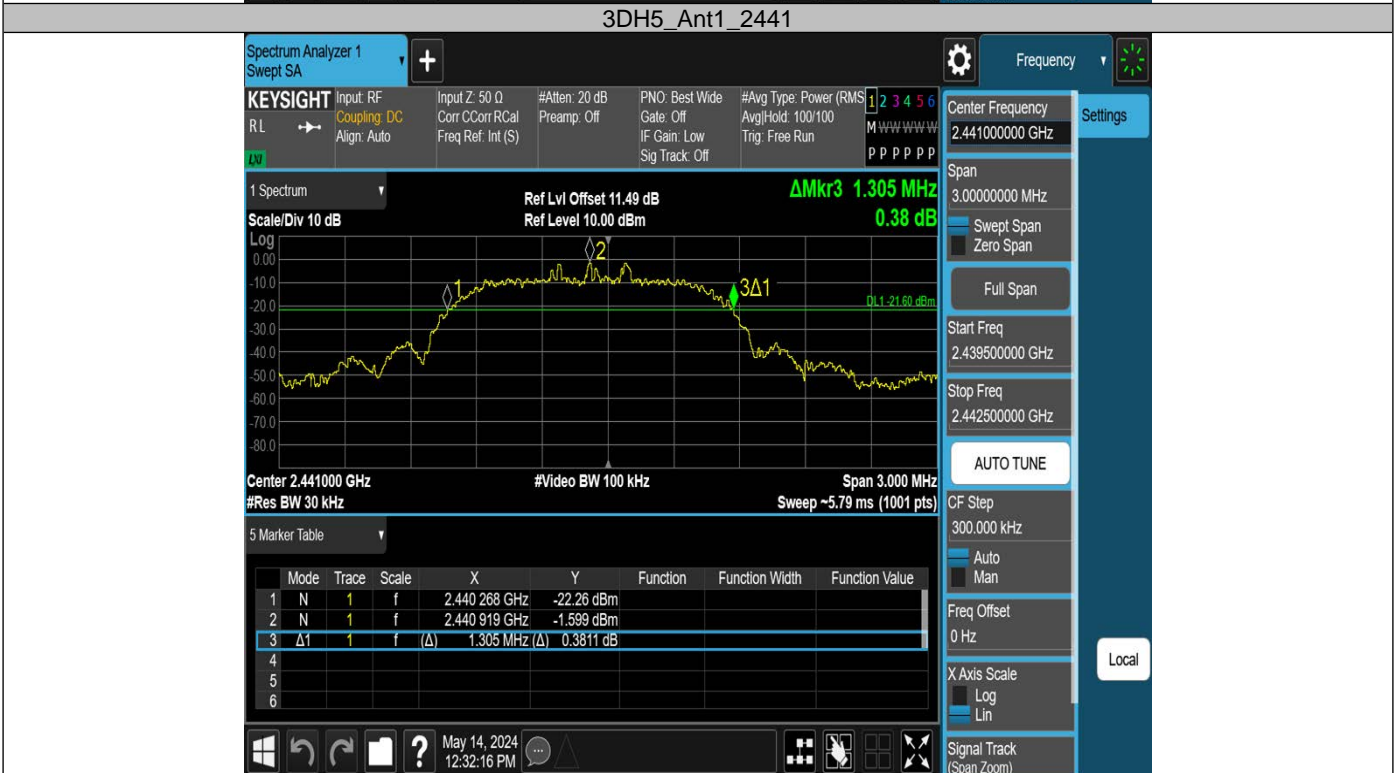 3DH5_Ant1_2441
Spectrum Analyzer 1
Swept SA
+
Frequency
KEYSIGHT
RL
LXI
Input: RF
Coupling: DC
Align: Auto
Input Z: 50 Ω
Corr CCorr RCal
Freq Ref: Int (S)
#Atten: 20 dB
Preamp: Off
PNO: Best Wide
Gate: Off
IF Gain: Low
Sig Track: Off
#Avg Type: Power (RMS
Avg|Hold: 100/100
Trig: Free Run
1 2 3 4 5 6
M W W W W W
P P P P P P
1 Spectrum
Scale/Div 10 dB
Ref Lvl Offset 11.49 dB
Ref Level 10.00 dBm
ΔMkr3 1.305 MHz
0.38 dB
Log
0.00
-10.0
-20.0
-30.0
-40.0
-50.0
-60.0
-70.0
-80.0
1
2
3Δ1
DL1 -21.60 dBm
Center 2.441000 GHz
#Video BW 100 kHz
Span 3.000 MHz
#Res BW 30 kHz
Sweep ~5.79 ms (1001 pts)
5 Marker Table
Mode Trace Scale X Y Function Function Width Function Value
1 N 1 f 2.440 268 GHz -22.26 dBm
2 N 1 f 2.440 919 GHz -1.599 dBm
3 Δ1 1 f (Δ) 1.305 MHz (Δ) 0.3811 dB
4
5
6
?
May 14, 2024
12:32:16 PM
Center Frequency
2.441000000 GHz
Settings
Span
3.00000000 MHz
Swept Span
Zero Span
Full Span
Start Freq
2.439500000 GHz
Stop Freq
2.442500000 GHz
AUTO TUNE
CF Step
300.000 kHz
Auto
Man
Freq Offset
0 Hz
X Axis Scale
Log
Lin
Local
Signal Track
(Span Zoom)